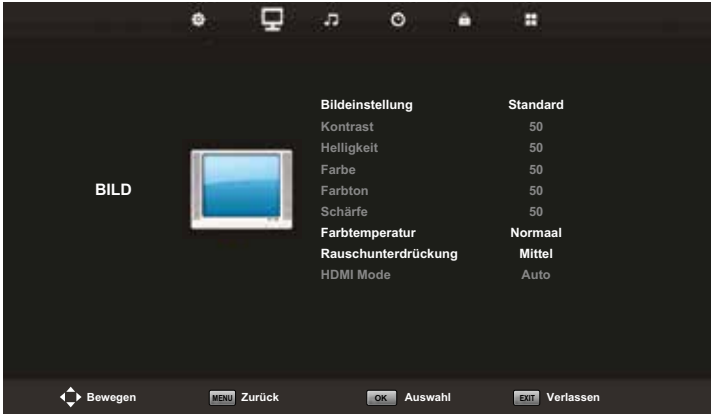 Bildeinstellung Standard
Kontrast 50
Helligkeit 50
Farbe 50
BILD
Farbton 50
Schärfe 50
Farbtemperatur Normaal
Rauschunterdrückung Mittel
HDMI Mode Auto
Bewegen MENU Zurück OK Auswahl EXIT Verlassen